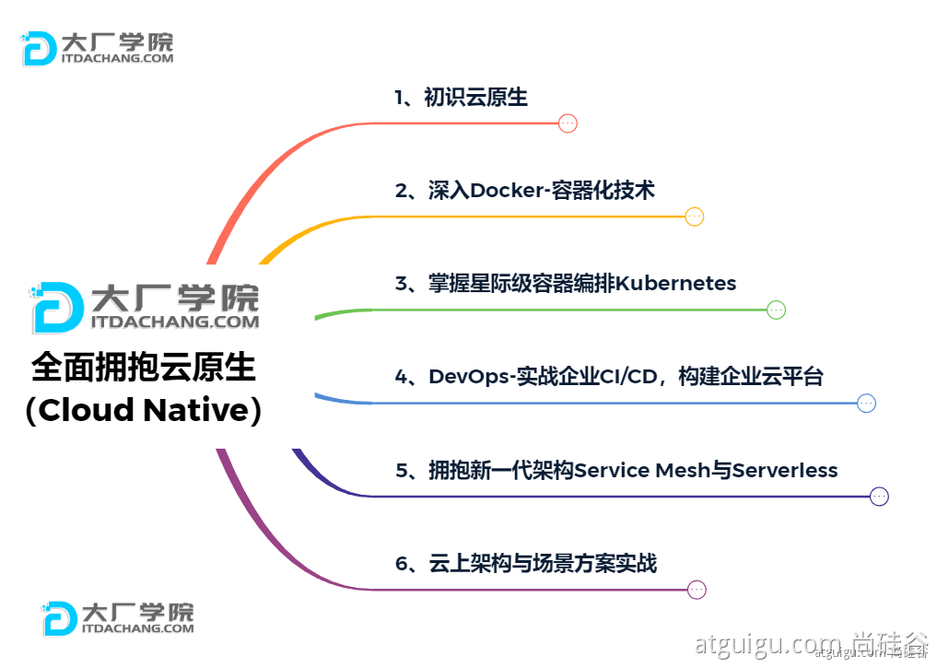 大厂学院
ITDACHANG.COM
1、初识云原生
2、深入Docker-容器化技术
3、掌握星际级容器编排Kubernetes
大厂学院
ITDACHANG.COM
全面拥抱云原生
（Cloud Native）
4、DevOps-实战企业CI/CD，构建企业云平台
5、拥抱新一代架构Service Mesh与Serverless
6、云上架构与场景方案实战
大厂学院
ITDACHANG.COM
atguigu.com 尚硅谷
atguigu.com 尚硅谷